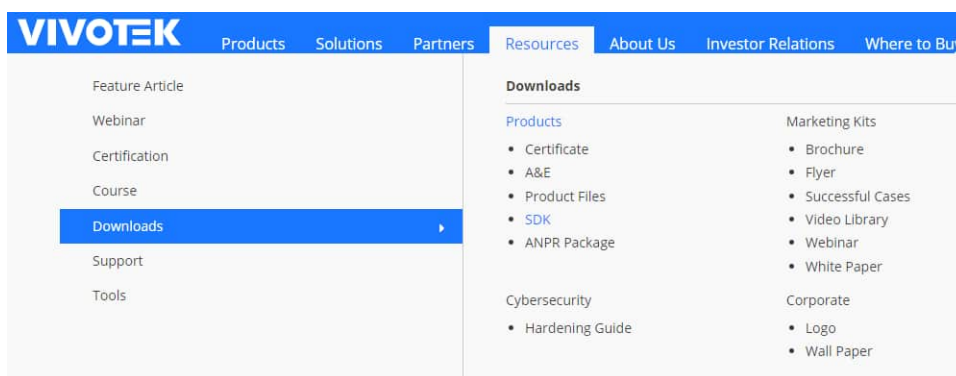 VIVOTEK
Products Solutions Partners Resources About Us Investor Relations Where to
Feature Article
Webinar
Certification
Course
Downloads
Support
Tools
Downloads
Products
• Certificate
• A&E
• Product Files
• SDK
• ANPR Package
Cybersecurity
• Hardening Guide
Marketing Kits
• Brochure
• Flyer
• Successful Cases
• Video Library
• Webinar
• White Paper
Corporate
• Logo
• Wall Paper